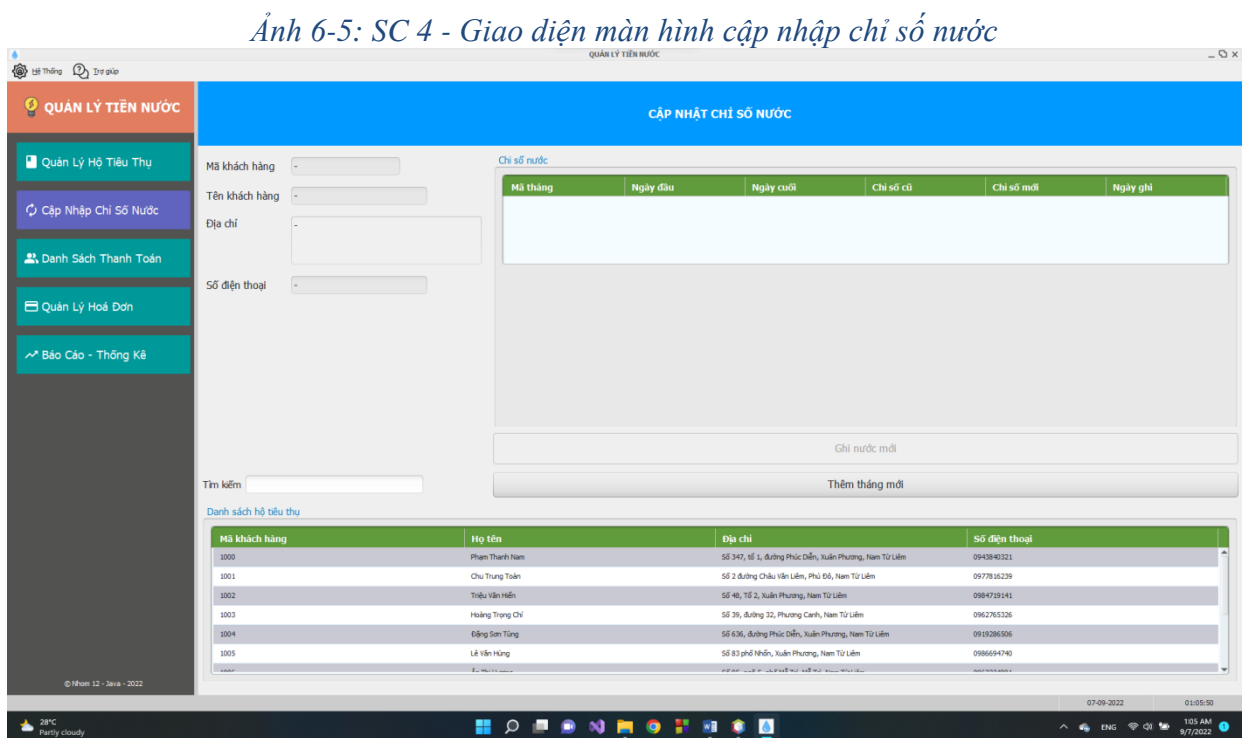 Ảnh 6-5: SC 4 - Giao diện màn hình cập nhập chỉ số nước
QUẢN LÝ TIỀN NƯỚC
Hệ Thống Trợ giúp
QUẢN LÝ TIỀN NƯỚC
CẬP NHẬT CHỈ SỐ NƯỚC
Quản Lý Hộ Tiêu Thụ
Cập Nhập Chỉ Số Nước
Danh Sách Thanh Toán
Quản Lý Hoá Đơn
Báo Cáo - Thống Kê
Mã khách hàng -
Tên khách hàng -
Địa chỉ -
Số điện thoại -
Chỉ số nước
Mã tháng Ngày đầu Ngày cuối Chỉ số cũ Chỉ số mới Ngày ghi
Ghi nước mới
Tìm kiếm
Thêm tháng mới
Danh sách hộ tiêu thụ
Mã khách hàng Họ tên Địa chỉ Số điện thoại
1000 Phạm Thanh Nam Số 347, tổ 1, đường Phúc Diễn, Xuân Phương, Nam Từ Liêm 0943840321
1001 Chu Trung Toàn Số 2 đường Châu Văn Liêm, Phú Đô, Nam Từ Liêm 0977816239
1002 Triệu Văn Hiến Số 48, Tổ 2, Xuân Phương, Nam Từ Liêm 0984719141
1003 Hoàng Trọng Chí Số 39, đường 32, Phương Canh, Nam Từ Liêm 0962765326
1004 Đặng Sơn Tùng Số 636, đường Phúc Diễn, Xuân Phương, Nam Từ Liêm 0919286506
1005 Lê Văn Hùng Số 83 phố Nhổn, Xuân Phương, Nam Từ Liêm 0986694740
© Nhom 12 - Java - 2022
07-09-2022 01:05:50
28°C
Partly cloudy
ENG
1:05 AM
9/7/2022
1